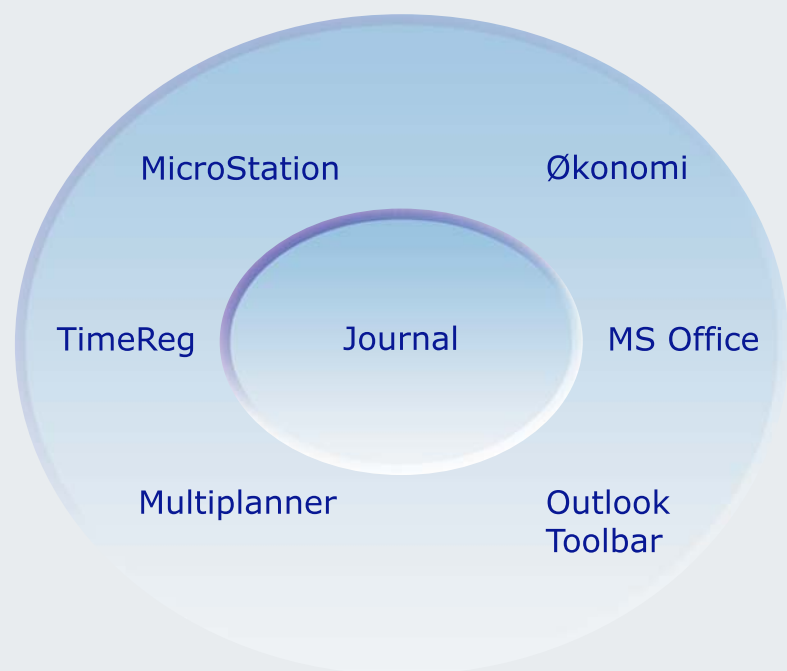 MicroStation
Økonomi
TimeReg
Journal
MS Office
Multiplanner
Outlook
Toolbar